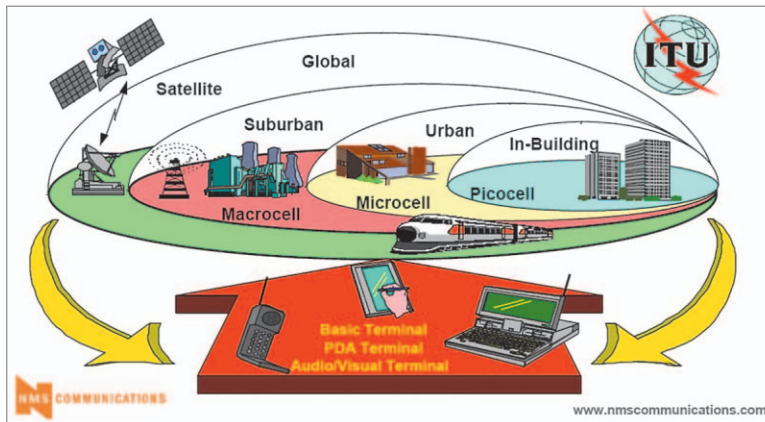 Global
ITU
Satellite
Suburban
Urban
In-Building
Macrocell
Microcell
Picocell
Basic Terminal
PDA Terminal
Audio/Visual Terminal
NMS COMMUNICATIONS
www.nmscommunications.com